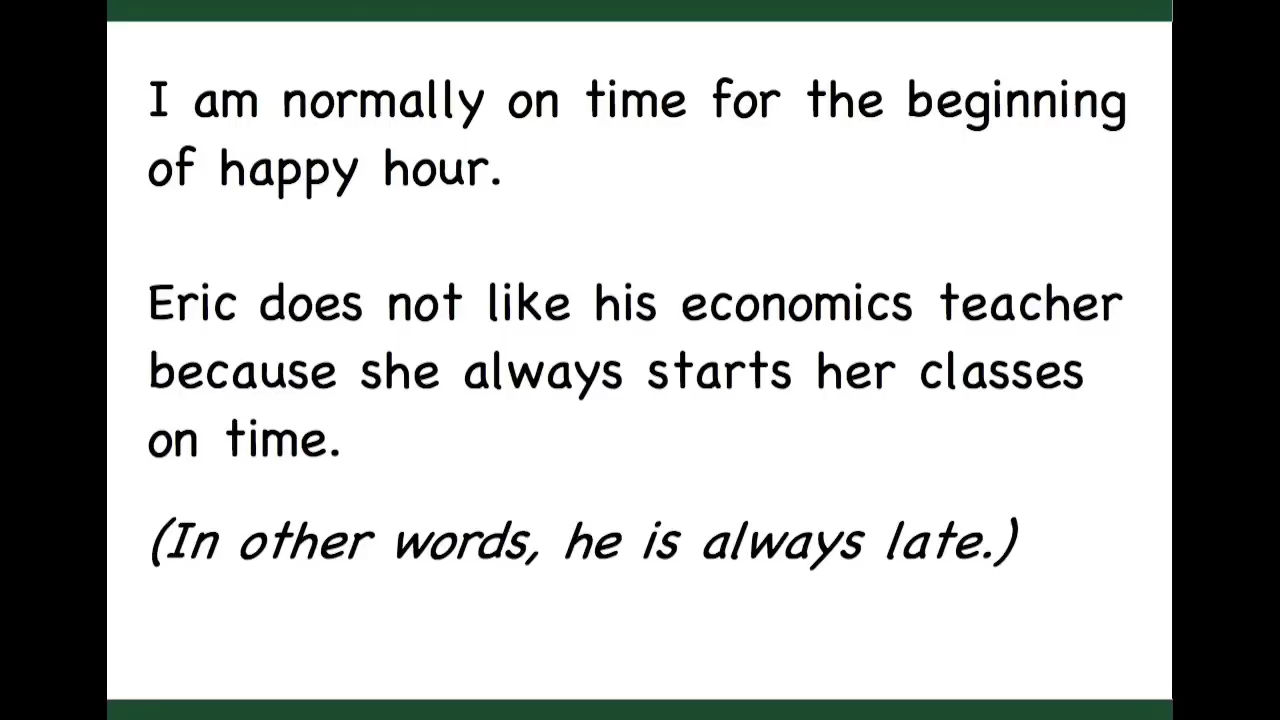 I am normally on time for the beginning
of happy hour.
Eric does not like his economics teacher
because she always starts her classes
on time.
(In other words, he is always late.)